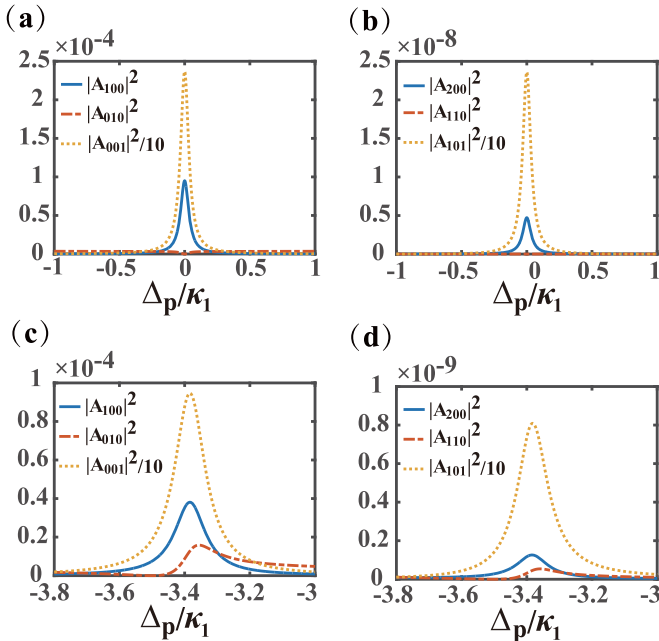 (a)
×10⁻⁴
2.5
2
1.5
1
0.5
0
|A₁₀₀|²
|A₀₁₀|²
|A₀₀₁|²/10
-1 -0.5 0 0.5 1
Δₚ/κ₁
(b)
×10⁻⁸
2.5
2
1.5
1
0.5
0
|A₂₀₀|²
|A₁₁₀|²
|A₁₀₁|²/10
-1 -0.5 0 0.5 1
Δₚ/κ₁
(c)
×10⁻⁴
1
0.8
0.6
0.4
0.2
0
|A₁₀₀|²
|A₀₁₀|²
|A₀₀₁|²/10
-3.8 -3.6 -3.4 -3.2 -3
Δₚ/κ₁
(d)
×10⁻⁹
1
0.8
0.6
0.4
0.2
0
|A₂₀₀|²
|A₁₁₀|²
|A₁₀₁|²/10
-3.8 -3.6 -3.4 -3.2 -3
Δₚ/κ₁